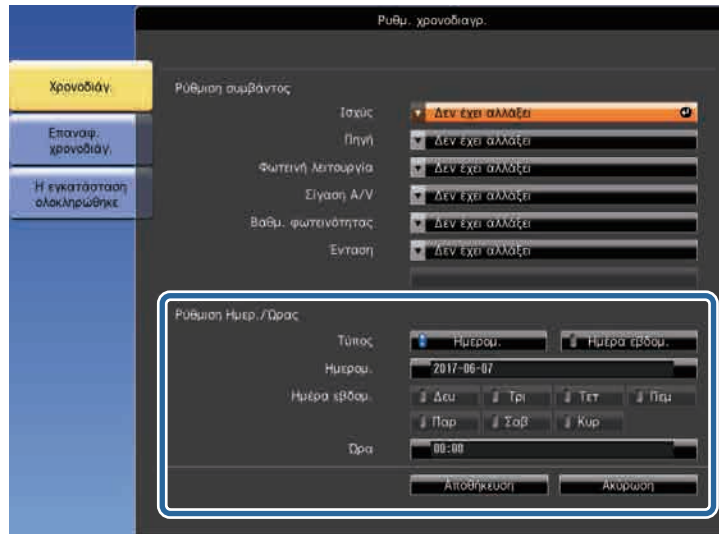 Ρυθμ. χρονοδιαγρ.
Χρονοδιάγ.
Επαναφ.
χρονοδιάγ.
Η εγκατάσταση
ολοκληρώθηκε
Ρύθμιση συμβάντος
Ισχύς Δεν έχει αλλάξει
Πηγή Δεν έχει αλλάξει
Φωτεινή λειτουργία Δεν έχει αλλάξει
Σίγαση A/V Δεν έχει αλλάξει
Βαθμ. φωτεινότητας Δεν έχει αλλάξει
Ένταση Δεν έχει αλλάξει
Ρύθμιση Ημερ./Ώρας
Τύπος Ημερομ. Ημέρα εβδομ.
Ημερομ. 2017-06-07
Ημέρα εβδομ. Δευ Τρι Τετ Πεμ
Παρ Σαβ Κυρ
Ώρα 00:00
Αποθήκευση Ακύρωση